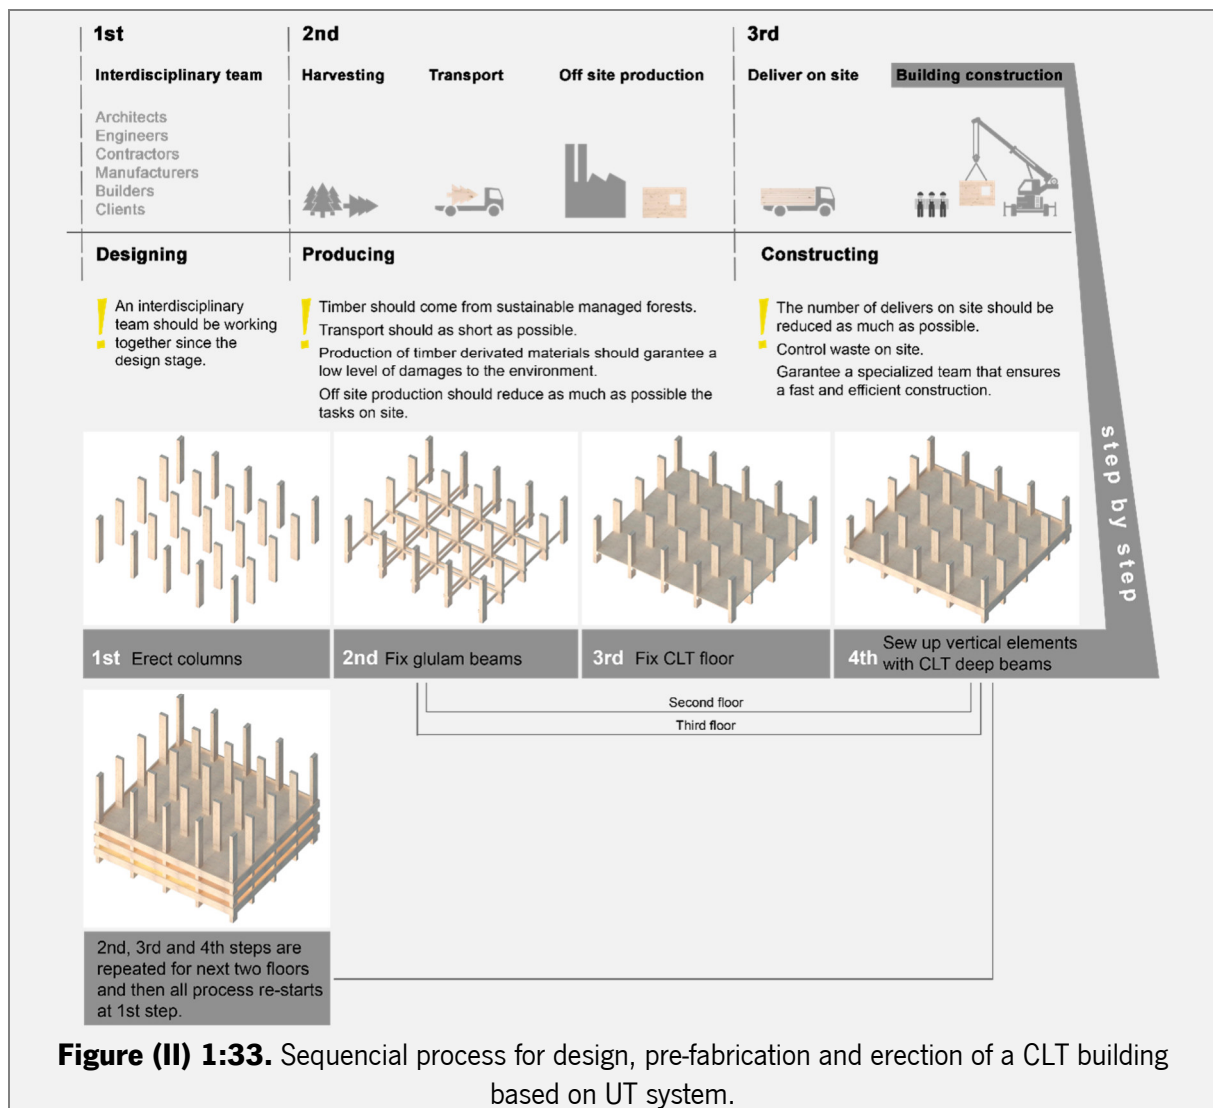 1st
2nd
3rd
Interdisciplinary team
Harvesting
Transport
Off site production
Deliver on site
Building construction
Architects
Engineers
Contractors
Manufacturers
Builders
Clients
Designing
Producing
Constructing
! An interdisciplinary
team should be working
together since the
design stage.
! Timber should come from sustainable managed forests.
Transport should as short as possible.
Production of timber derivated materials should garantee a
low level of damages to the environment.
Off site production should reduce as much as possible the
tasks on site.
! The number of delivers on site should be
reduced as much as possible.
Control waste on site.
Garantee a specialized team that ensures
a fast and efficient construction.
step by step
1st Erect columns
2nd Fix glulam beams
3rd Fix CLT floor
4th Sew up vertical elements
with CLT deep beams
Second floor
Third floor
2nd, 3rd and 4th steps are
repeated for next two floors
and then all process re-starts
at 1st step.
Figure (II) 1:33. Sequencial process for design, pre-fabrication and erection of a CLT building
based on UT system.